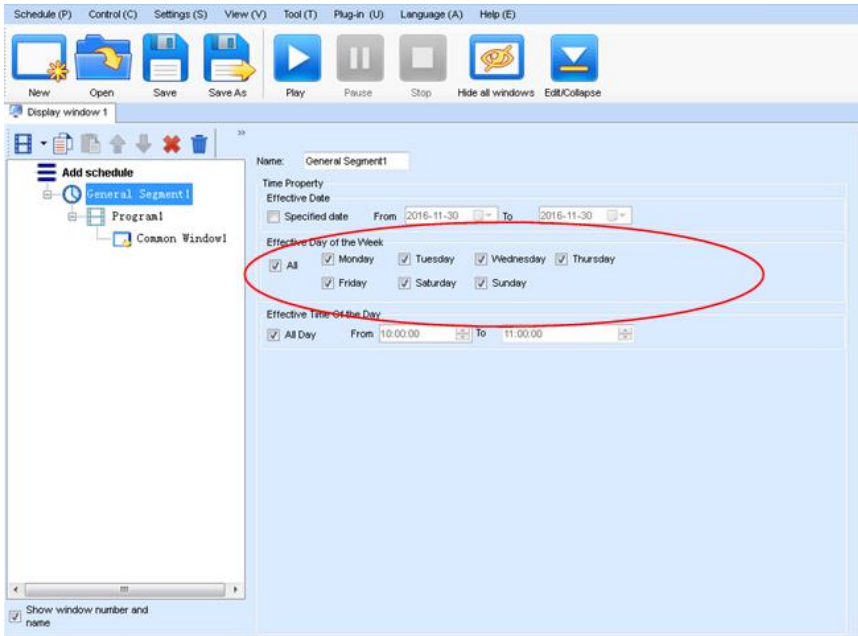 Schedule (P) Control (C) Settings (S) View (V) Tool (T) Plug-in (U) Language (A) Help (E)
New Open Save Save As Play Pause Stop Hide all windows Edit/Collapse
Display window 1
Add schedule
General Segment1
Program1
Common Window1
Show window number and
name
Name: General Segment1
Time Property
Effective Date
Specified date From 2016-11-30 To 2016-11-30
Effective Day of the Week
All Monday Tuesday Wednesday Thursday
Friday Saturday Sunday
Effective Time Of the Day
All Day From 10:00:00 To 11:00:00